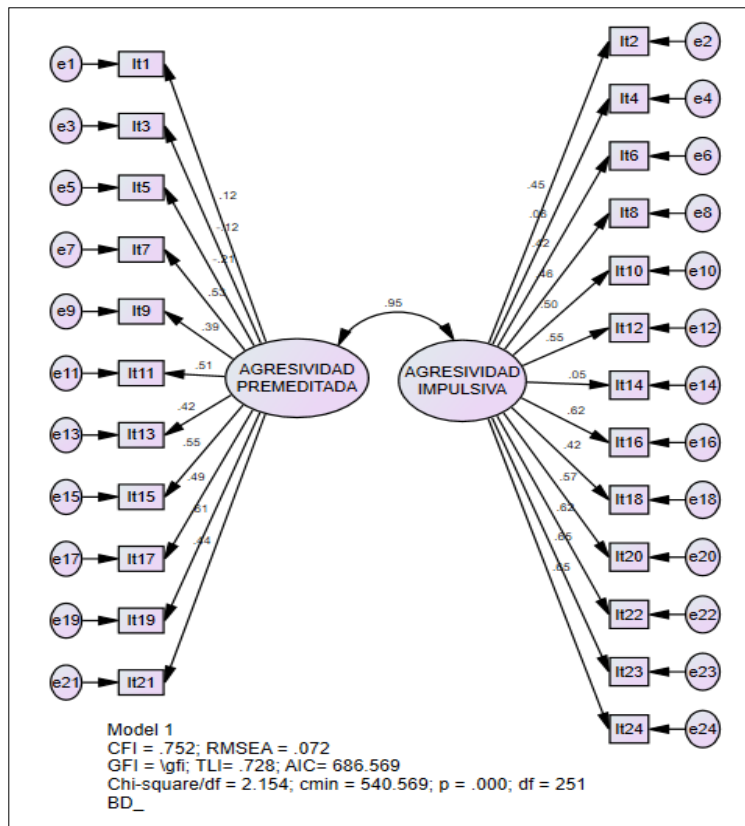 e1 It1
e3 It3
e5 It5
e7 It7
e9 It9
e11 It11
e13 It13
e15 It15
e17 It17
e19 It19
e21 It21
.12
-.12
-.21
.53
.39
.51
.42
.55
.49
.61
.44
AGRESIVIDAD
PREMEDITADA
.95
AGRESIVIDAD
IMPULSIVA
.45
.06
.42
.46
.50
.55
.05
.62
.42
.57
.62
.65
.65
It2 e2
It4 e4
It6 e6
It8 e8
It10 e10
It12 e12
It14 e14
It16 e16
It18 e18
It20 e20
It22 e22
It23 e23
It24 e24
Model 1
CFI = .752; RMSEA = .072
GFI = \gfi; TLI= .728; AIC= 686.569
Chi-square/df = 2.154; cmin = 540.569; p = .000; df = 251
BD_